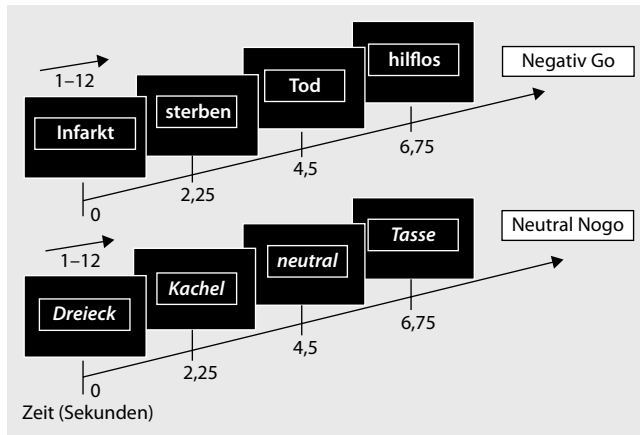 hilflos
Negativ Go
Tod
1–12
sterben
Infarkt
6,75
4,5
2,25
0
Tasse
Neutral Nogo
neutral
1–12
Kachel
Dreieck
6,75
4,5
2,25
0
Zeit (Sekunden)